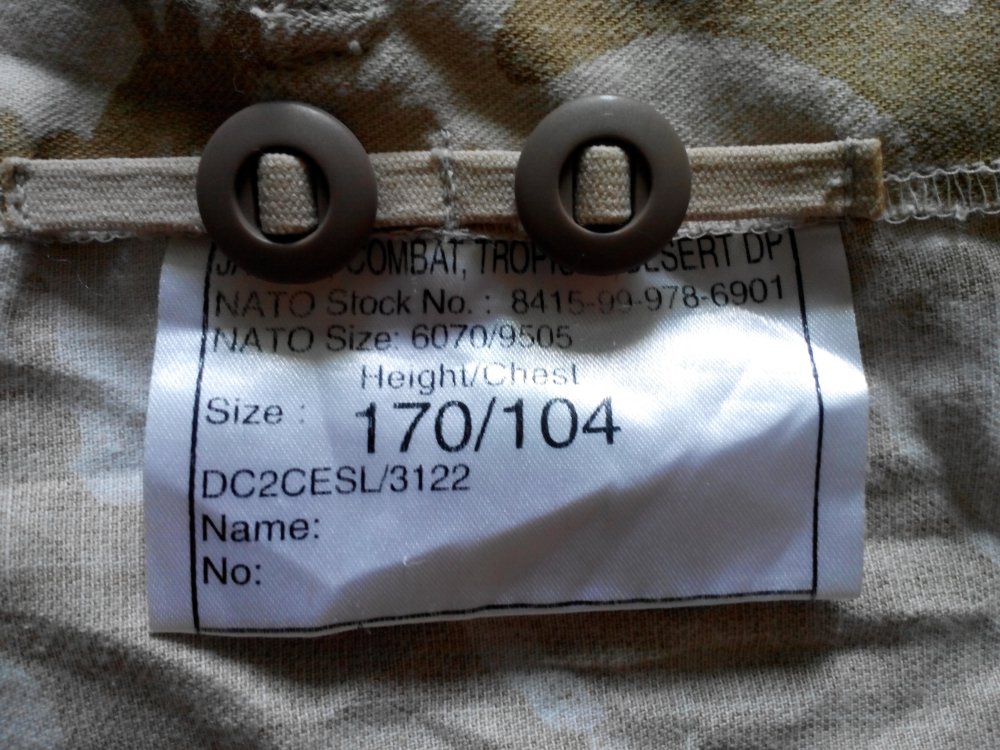 COMBAT, DESERT DP
NATO Stock No. : 8415-99-978-6901
NATO Size: 6070/9505
Height/Chest
Size : 170/104
DC2CESL/3122
Name:
No: